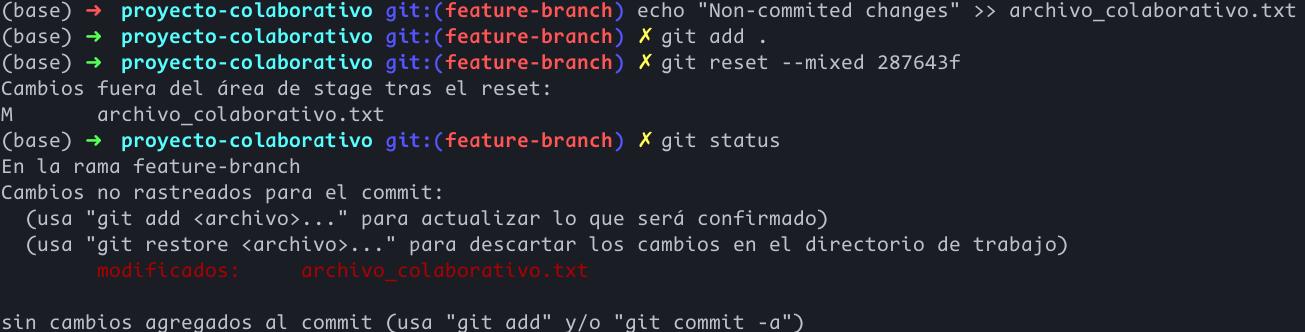 (base) → proyecto-colaborativo git:(feature-branch) echo "Non-commited changes" >> archivo_colaborativo.txt
(base) → proyecto-colaborativo git:(feature-branch) ✗ git add .
(base) → proyecto-colaborativo git:(feature-branch) ✗ git reset --mixed 287643f
Cambios fuera del área de stage tras el reset:
M       archivo_colaborativo.txt
(base) → proyecto-colaborativo git:(feature-branch) ✗ git status
En la rama feature-branch
Cambios no rastreados para el commit:
  (usa "git add <archivo>..." para actualizar lo que será confirmado)
  (usa "git restore <archivo>..." para descartar los cambios en el directorio de trabajo)
        modificados:     archivo_colaborativo.txt
sin cambios agregados al commit (usa "git add" y/o "git commit -a")